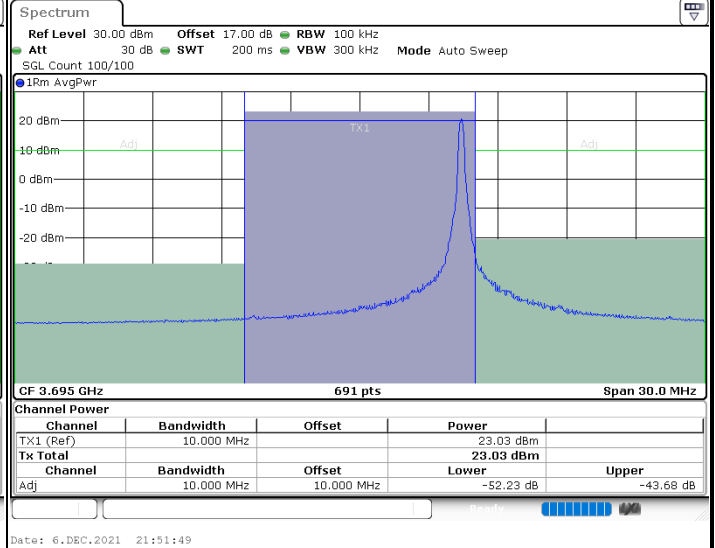 Spectrum
Ref Level 30.00 dBm Offset 17.00 dB RBW 100 kHz
Att 30 dB SWT 200 ms VBW 300 kHz Mode Auto Sweep
SGL Count 100/100
1Rm AvgPwr
20 dBm
TX1
Adj
Adj
10 dBm
0 dBm
-10 dBm
-20 dBm
CF 3.695 GHz 691 pts Span 30.0 MHz
Channel Power
Channel Bandwidth Offset Power
TX1 (Ref) 10.000 MHz 23.03 dBm
Tx Total 23.03 dBm
Channel Bandwidth Offset Lower Upper
Adj 10.000 MHz 10.000 MHz -52.23 dB -43.68 dB
Ready
Date: 6.DEC.2021 21:51:49